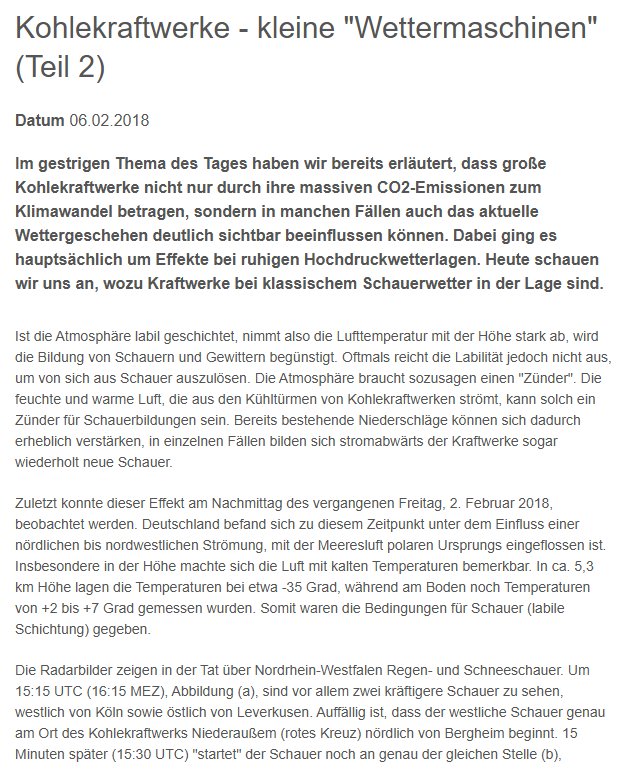 Kohlekraftwerke - kleine "Wettermaschinen"
(Teil 2)
Datum 06.02.2018
Im gestrigen Thema des Tages haben wir bereits erläutert, dass große
Kohlekraftwerke nicht nur durch ihre massiven CO2-Emissionen zum
Klimawandel betragen, sondern in manchen Fällen auch das aktuelle
Wettergeschehen deutlich sichtbar beeinflussen können. Dabei ging es
hauptsächlich um Effekte bei ruhigen Hochdruckwetterlagen. Heute schauen
wir uns an, wozu Kraftwerke bei klassischem Schauerwetter in der Lage sind.
Ist die Atmosphäre labil geschichtet, nimmt also die Lufttemperatur mit der Höhe stark ab, wird
die Bildung von Schauern und Gewittern begünstigt. Oftmals reicht die Labilität jedoch nicht aus,
um von sich aus Schauer auszulösen. Die Atmosphäre braucht sozusagen einen "Zünder". Die
feuchte und warme Luft, die aus den Kühltürmen von Kohlekraftwerken strömt, kann solch ein
Zünder für Schauerbildungen sein. Bereits bestehende Niederschläge können sich dadurch
erheblich verstärken, in einzelnen Fällen bilden sich stromabwärts der Kraftwerke sogar
wiederholt neue Schauer.
Zuletzt konnte dieser Effekt am Nachmittag des vergangenen Freitag, 2. Februar 2018,
beobachtet werden. Deutschland befand sich zu diesem Zeitpunkt unter dem Einfluss einer
nördlichen bis nordwestlichen Strömung, mit der Meeresluft polaren Ursprungs eingeflossen ist.
Insbesondere in der Höhe machte sich die Luft mit kalten Temperaturen bemerkbar. In ca. 5,3
km Höhe lagen die Temperaturen bei etwa -35 Grad, während am Boden noch Temperaturen
von +2 bis +7 Grad gemessen wurden. Somit waren die Bedingungen für Schauer (labile
Schichtung) gegeben.
Die Radarbilder zeigen in der Tat über Nordrhein-Westfalen Regen- und Schneeschauer. Um
15:15 UTC (16:15 MEZ), Abbildung (a), sind vor allem zwei kräftigere Schauer zu sehen,
westlich von Köln sowie östlich von Leverkusen. Auffällig ist, dass der westliche Schauer genau
am Ort des Kohlekraftwerks Niederaußem (rotes Kreuz) nördlich von Bergheim beginnt. 15
Minuten später (15:30 UTC) "startet" der Schauer noch an genau der gleichen Stelle (b),